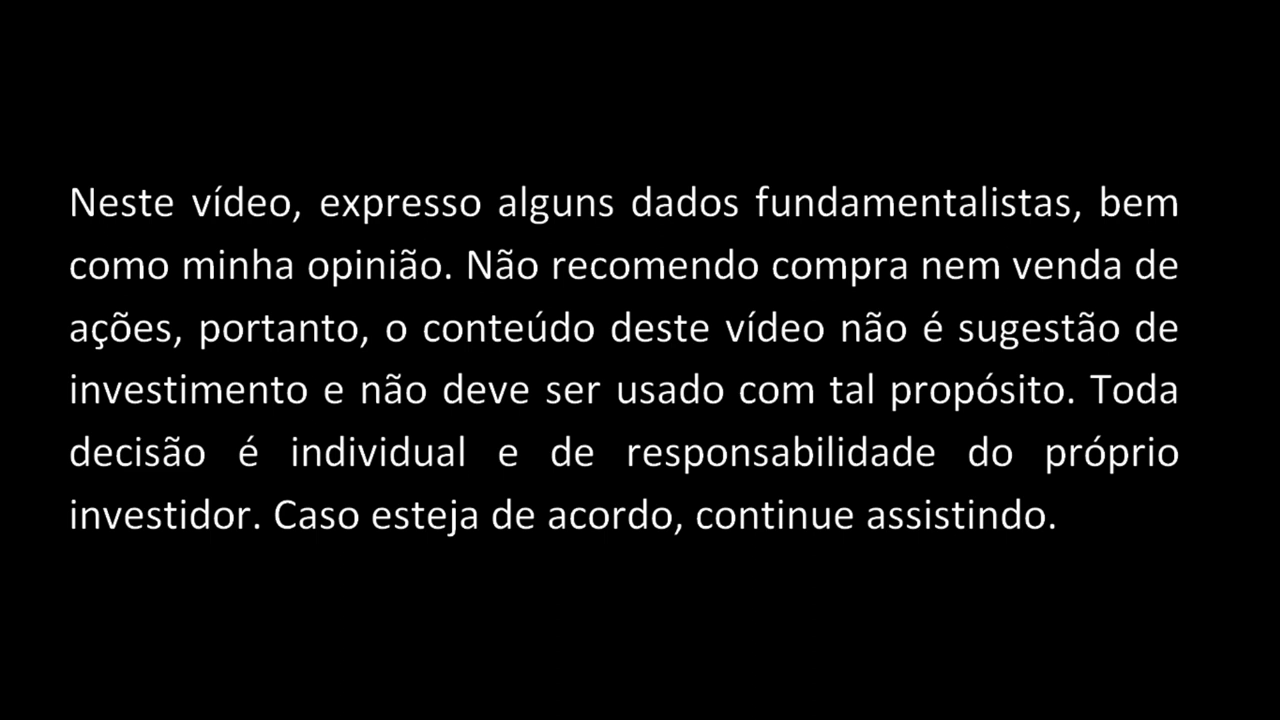 Neste vídeo, expresso alguns dados fundamentalistas, bem
como minha opinião. Não recomendo compra nem venda de
ações, portanto, o conteúdo deste vídeo não é sugestão de
investimento e não deve ser usado com tal propósito. Toda
decisão é individual e de responsabilidade do próprio
investidor. Caso esteja de acordo, continue assistindo.